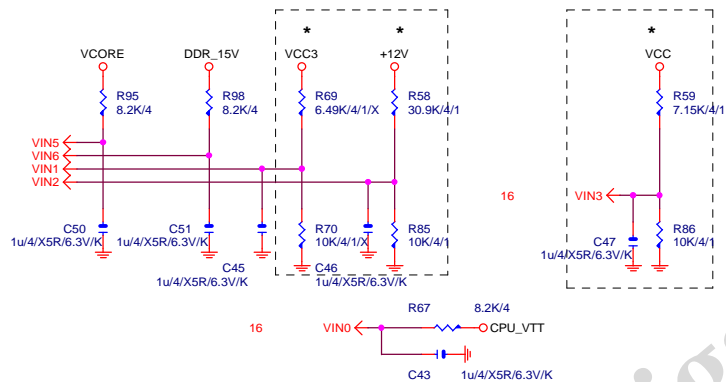 *
*
*
VCORE
DDR_15V
VCC3
+12V
VCC
R95
8.2K/4
R98
8.2K/4
R69
6.49K/4/1/X
R58
30.9K/4/1
R59
7.15K/4/1
VIN5
VIN6
VIN1
VIN2
16
VIN3
C50
1u/4/X5R/6.3V/K
C51
1u/4/X5R/6.3V/K
C45
1u/4/X5R/6.3V/K
R70
10K/4/1/X
C46
1u/4/X5R/6.3V/K
R85
10K/4/1
C47
1u/4/X5R/6.3V/K
R86
10K/4/1
R67
8.2K/4
16
VIN0
CPU_VTT
C43
1u/4/X5R/6.3V/K